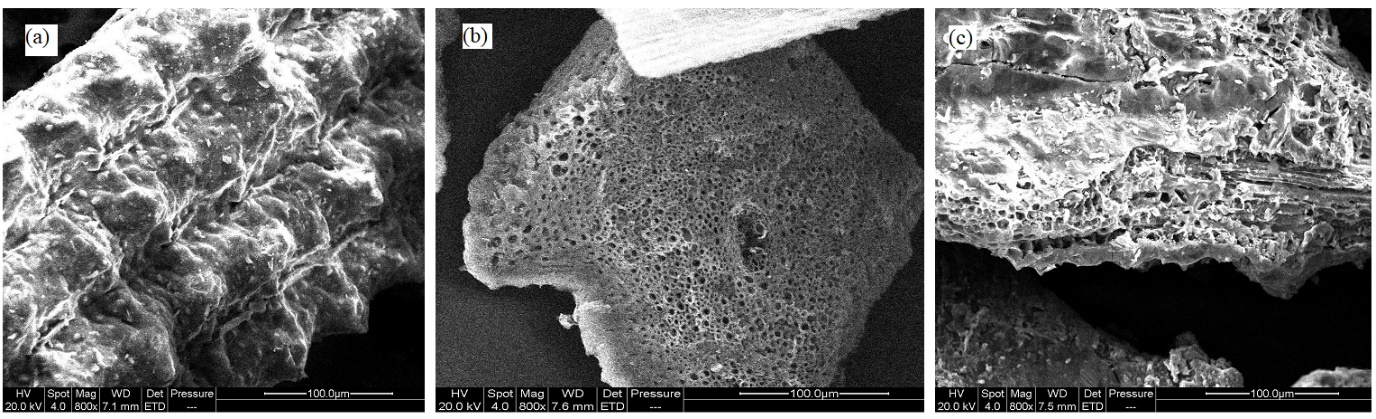 (a)
HV Spot Mag WD Det Pressure
20.0 kV 4.0 800x 7.1 mm ETD --- 100.0µm
(b)
HV Spot Mag WD Det Pressure
20.0 kV 4.0 800x 7.6 mm ETD --- 100.0µm
(c)
HV Spot Mag WD Det Pressure
20.0 kV 4.0 800x 7.5 mm ETD --- 100.0µm